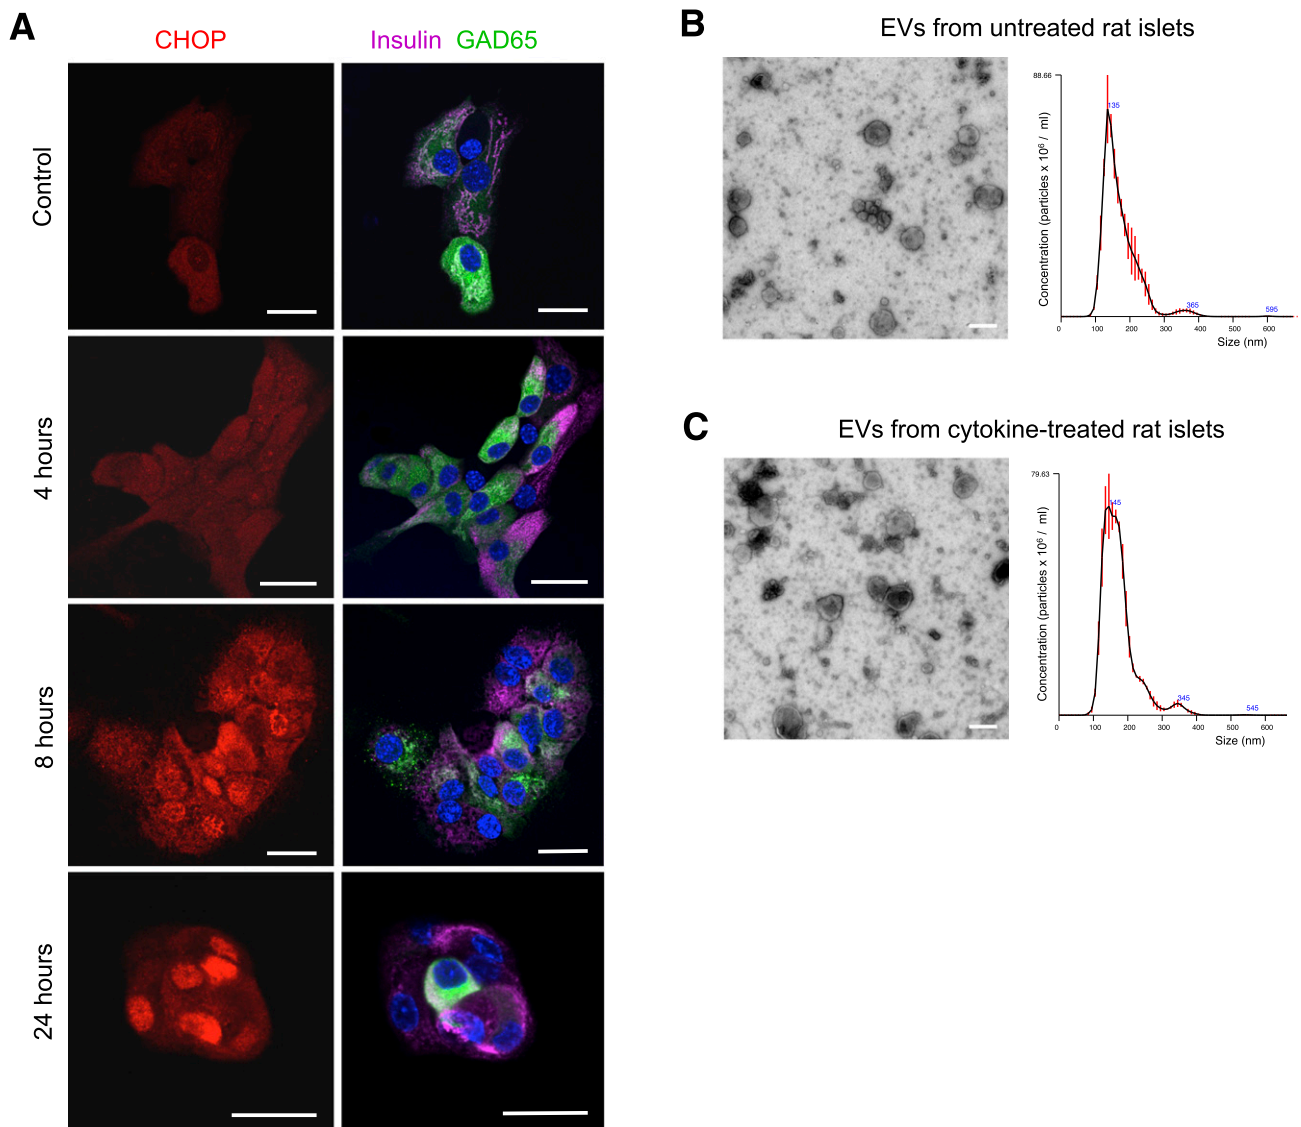 A
CHOP
Insulin GAD65
Control
4 hours
8 hours
24 hours
B
EVs from untreated rat islets
Concentration (particles x 10⁶ / ml)
88.66
135
365
595
0 100 200 300 400 500 600
Size (nm)
C
EVs from cytokine-treated rat islets
Concentration (particles x 10⁶ / ml)
79.63
145
345
545
0 100 200 300 400 500 600
Size (nm)